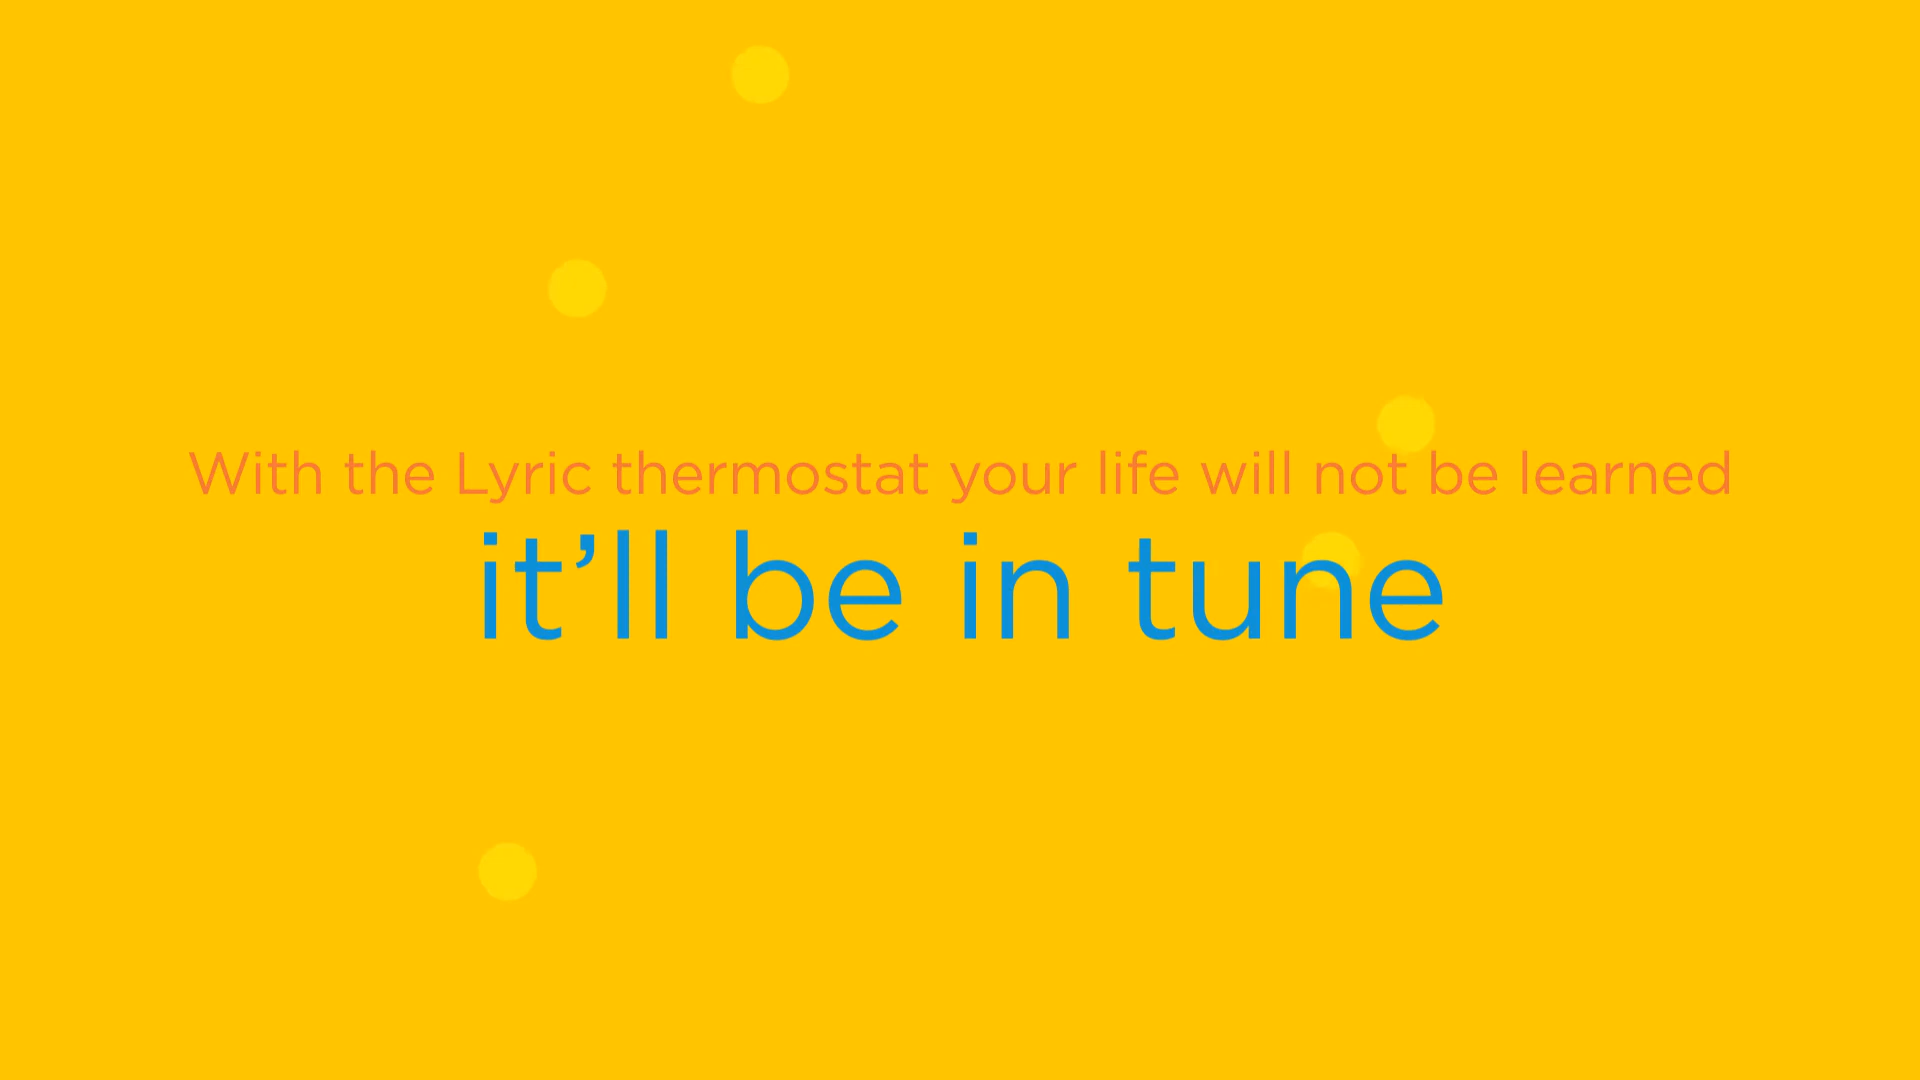 With the Lyric thermostat your life will not be learned
it’ll be in tune